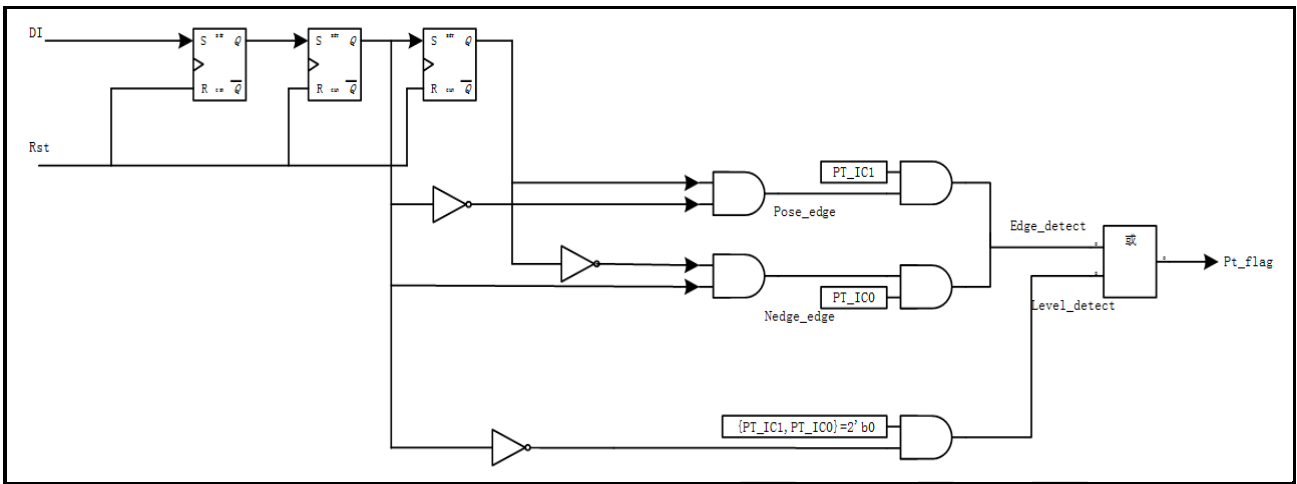 DI
S Q
S Q
S Q
R Q
R Q
R Q
Rst
PT_IC1
Pose_edge
Edge_detect
或
Pt_flag
PT_IC0
Nedge_edge
Level_detect
{PT_IC1,PT_IC0}=2'b0